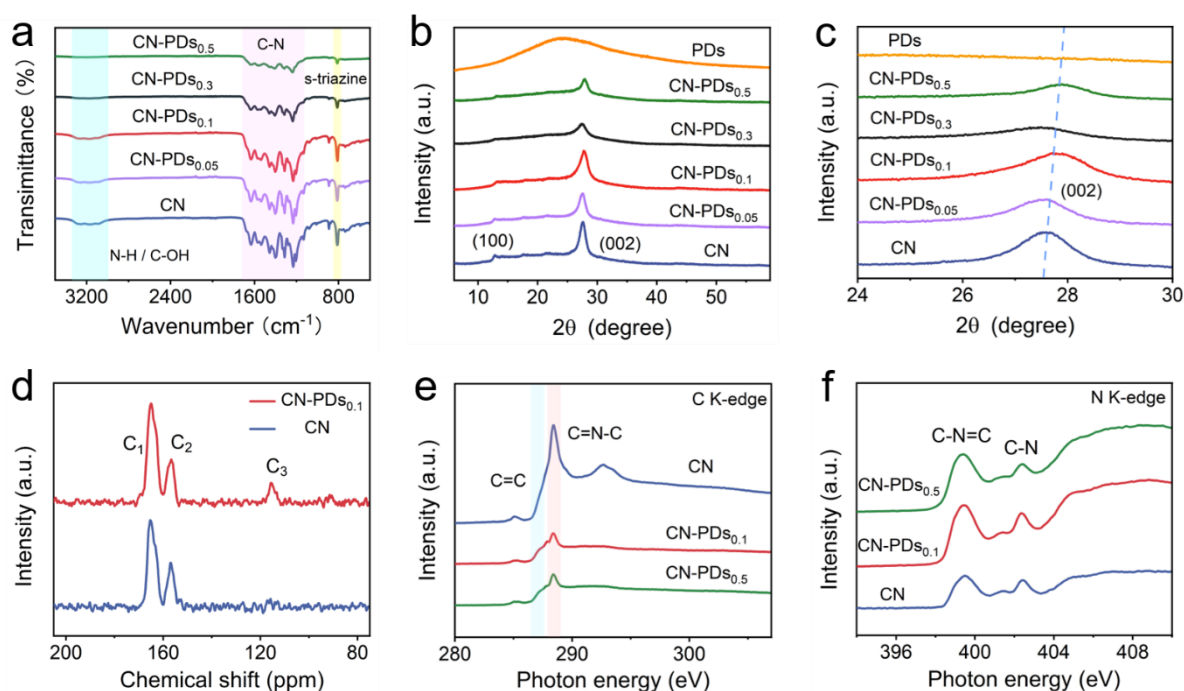 a
CN-PDs0.5
C-N
s-triazine
CN-PDs0.3
CN-PDs0.1
CN-PDs0.05
CN
N-H / C-OH
3200 2400 1600 800
Wavenumber（cm-1）
Transimittance（%）
b
PDs
CN-PDs0.5
CN-PDs0.3
CN-PDs0.1
CN-PDs0.05
(100)
(002)
CN
10 20 30 40 50
2θ (degree)
Intensity (a.u.)
c
PDs
CN-PDs0.5
CN-PDs0.3
CN-PDs0.1
(002)
CN-PDs0.05
CN
24 26 28 30
2θ (degree)
Intensity (a.u.)
d
CN-PDs0.1
CN
C1
C2
C3
200 160 120 80
Chemical shift (ppm)
Intensity (a.u.)
e
C K-edge
C=N-C
CN
C=C
CN-PDs0.1
CN-PDs0.5
280 290 300
Photon energy (eV)
Intensity (a.u.)
f
N K-edge
C-N=C
C-N
CN-PDs0.5
CN-PDs0.1
CN
396 400 404 408
Photon energy (eV)
Intensity (a.u.)